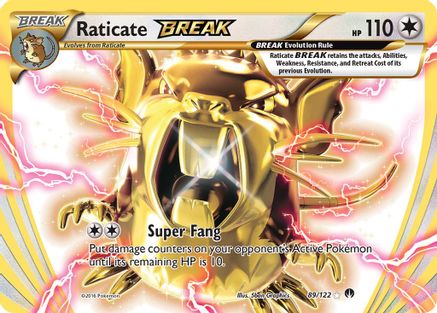 BREAK
Evolves from Raticate
Raticate BREAK
HP 110
BREAK Evolution Rule
Raticate BREAK retains the attacks, Abilities,
Weakness, Resistance, and Retreat Cost of its
previous Evolution.
Super Fang
Put damage counters on your opponent's Active Pokémon
until its remaining HP is 10.
©2016 Pokémon
Illus. 5ban Graphics
89/122